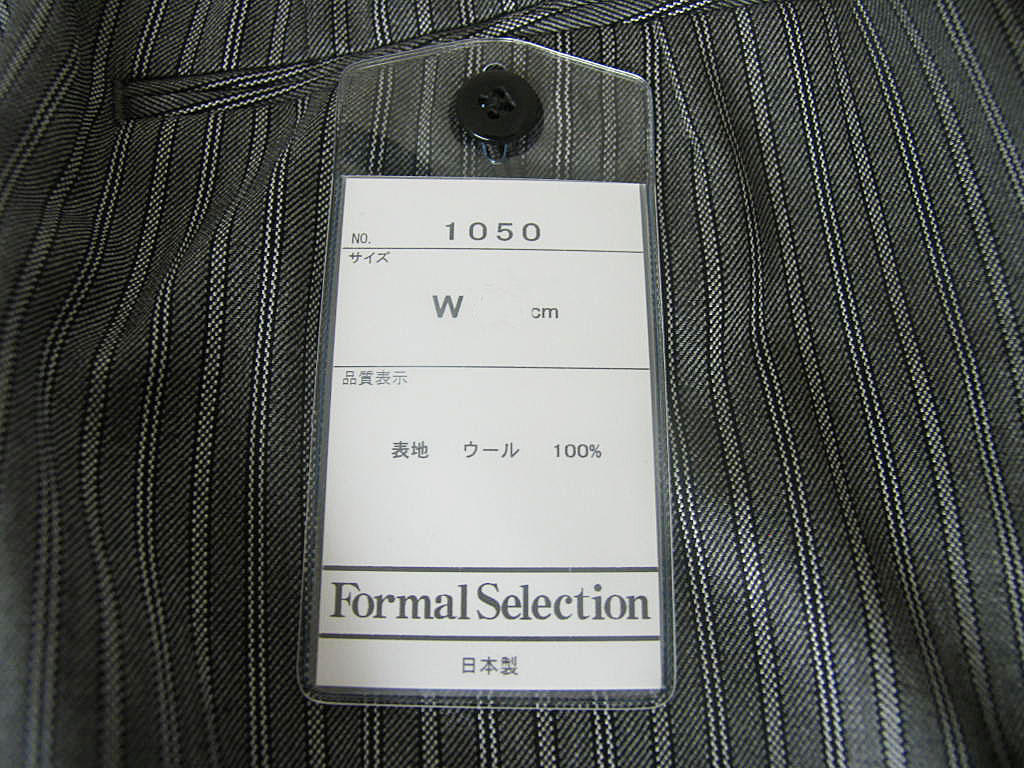 NO. 1050
サイズ
W cm
品質表示
表地 ウール 100%
Formal Selection
日本製